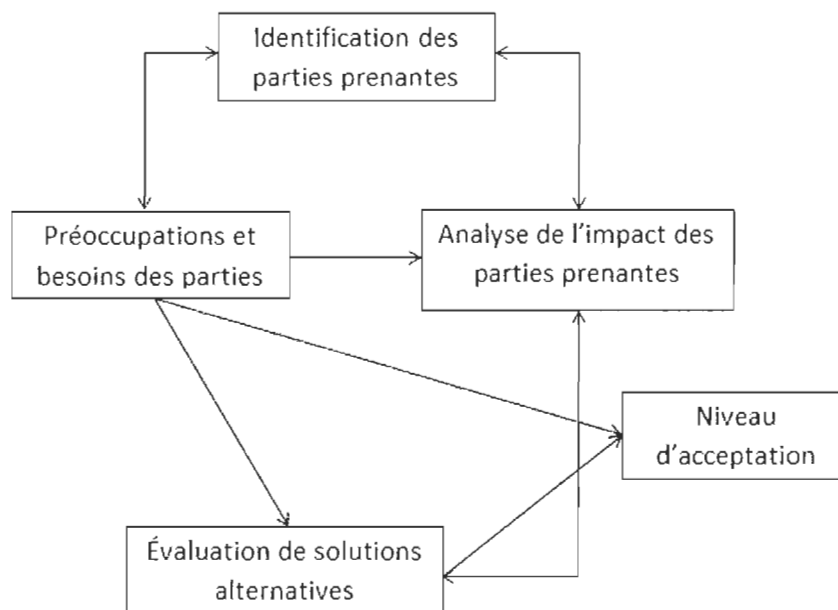 Identification des
parties prenantes
Préoccupations et
besoins des parties
Analyse de l'impact des
parties prenantes
Niveau
d'acceptation
Évaluation de solutions
alternatives